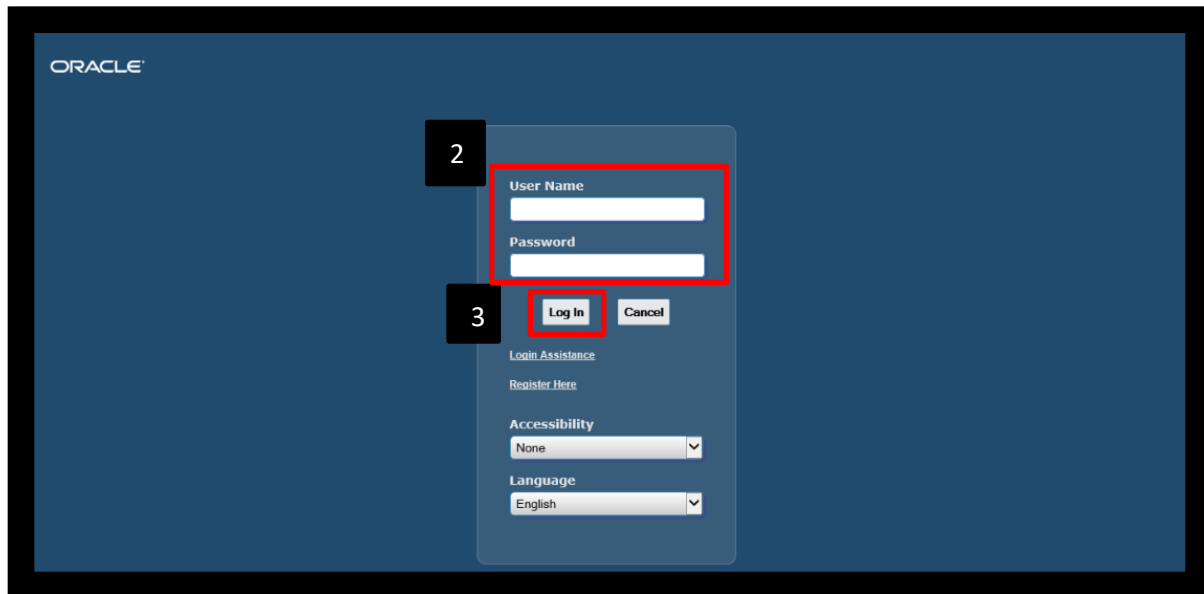 ORACLE
2
User Name
Password
3
Log In
Cancel
Login Assistance
Register Here
Accessibility
None
Language
English